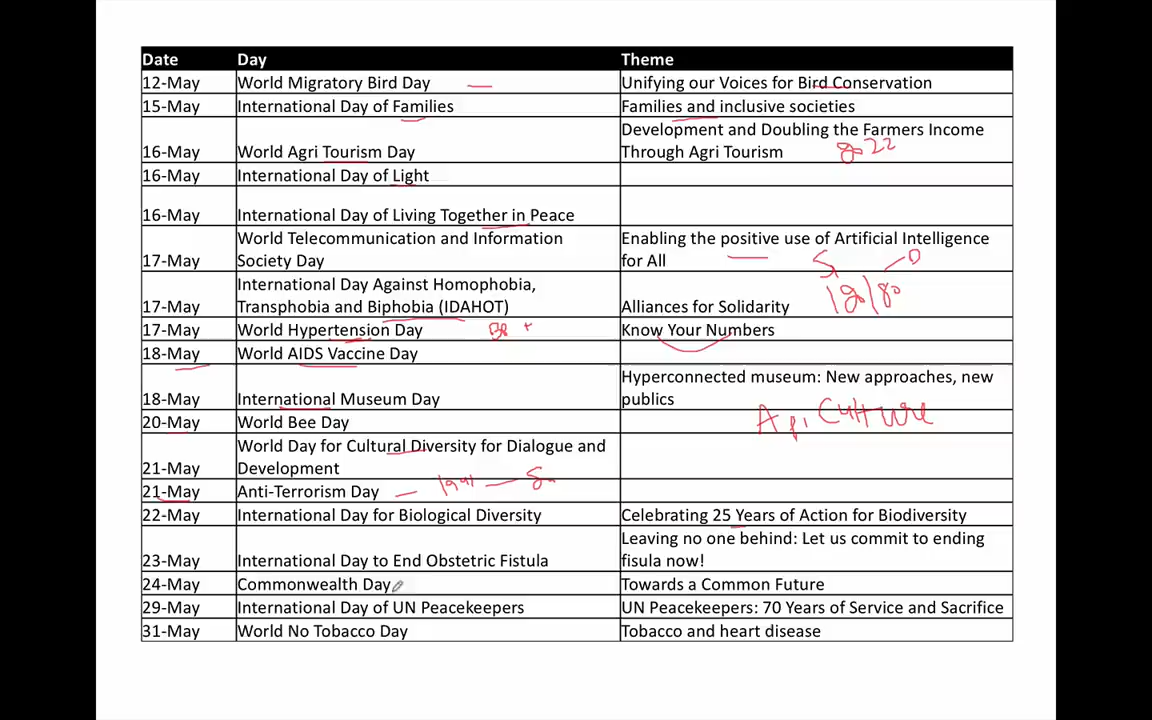 Date Day Theme
12-May World Migratory Bird Day Unifying our Voices for Bird Conservation
15-May International Day of Families Families and inclusive societies
Development and Doubling the Farmers Income
16-May World Agri Tourism Day Through Agri Tourism
16-May International Day of Light
16-May International Day of Living Together in Peace
World Telecommunication and Information Enabling the positive use of Artificial Intelligence
17-May Society Day for All
International Day Against Homophobia,
17-May Transphobia and Biphobia (IDAHOT) Alliances for Solidarity
17-May World Hypertension Day Know Your Numbers
18-May World AIDS Vaccine Day
Hyperconnected museum: New approaches, new
18-May International Museum Day publics
Api Culture
20-May World Bee Day
World Day for Cultural Diversity for Dialogue and
21-May Development
21-May Anti-Terrorism Day 1991
22-May International Day for Biological Diversity Celebrating 25 Years of Action for Biodiversity
Leaving no one behind: Let us commit to ending
23-May International Day to End Obstetric Fistula fisula now!
24-May Commonwealth Day Towards a Common Future
29-May International Day of UN Peacekeepers UN Peacekeepers: 70 Years of Service and Sacrifice
31-May World No Tobacco Day Tobacco and heart disease